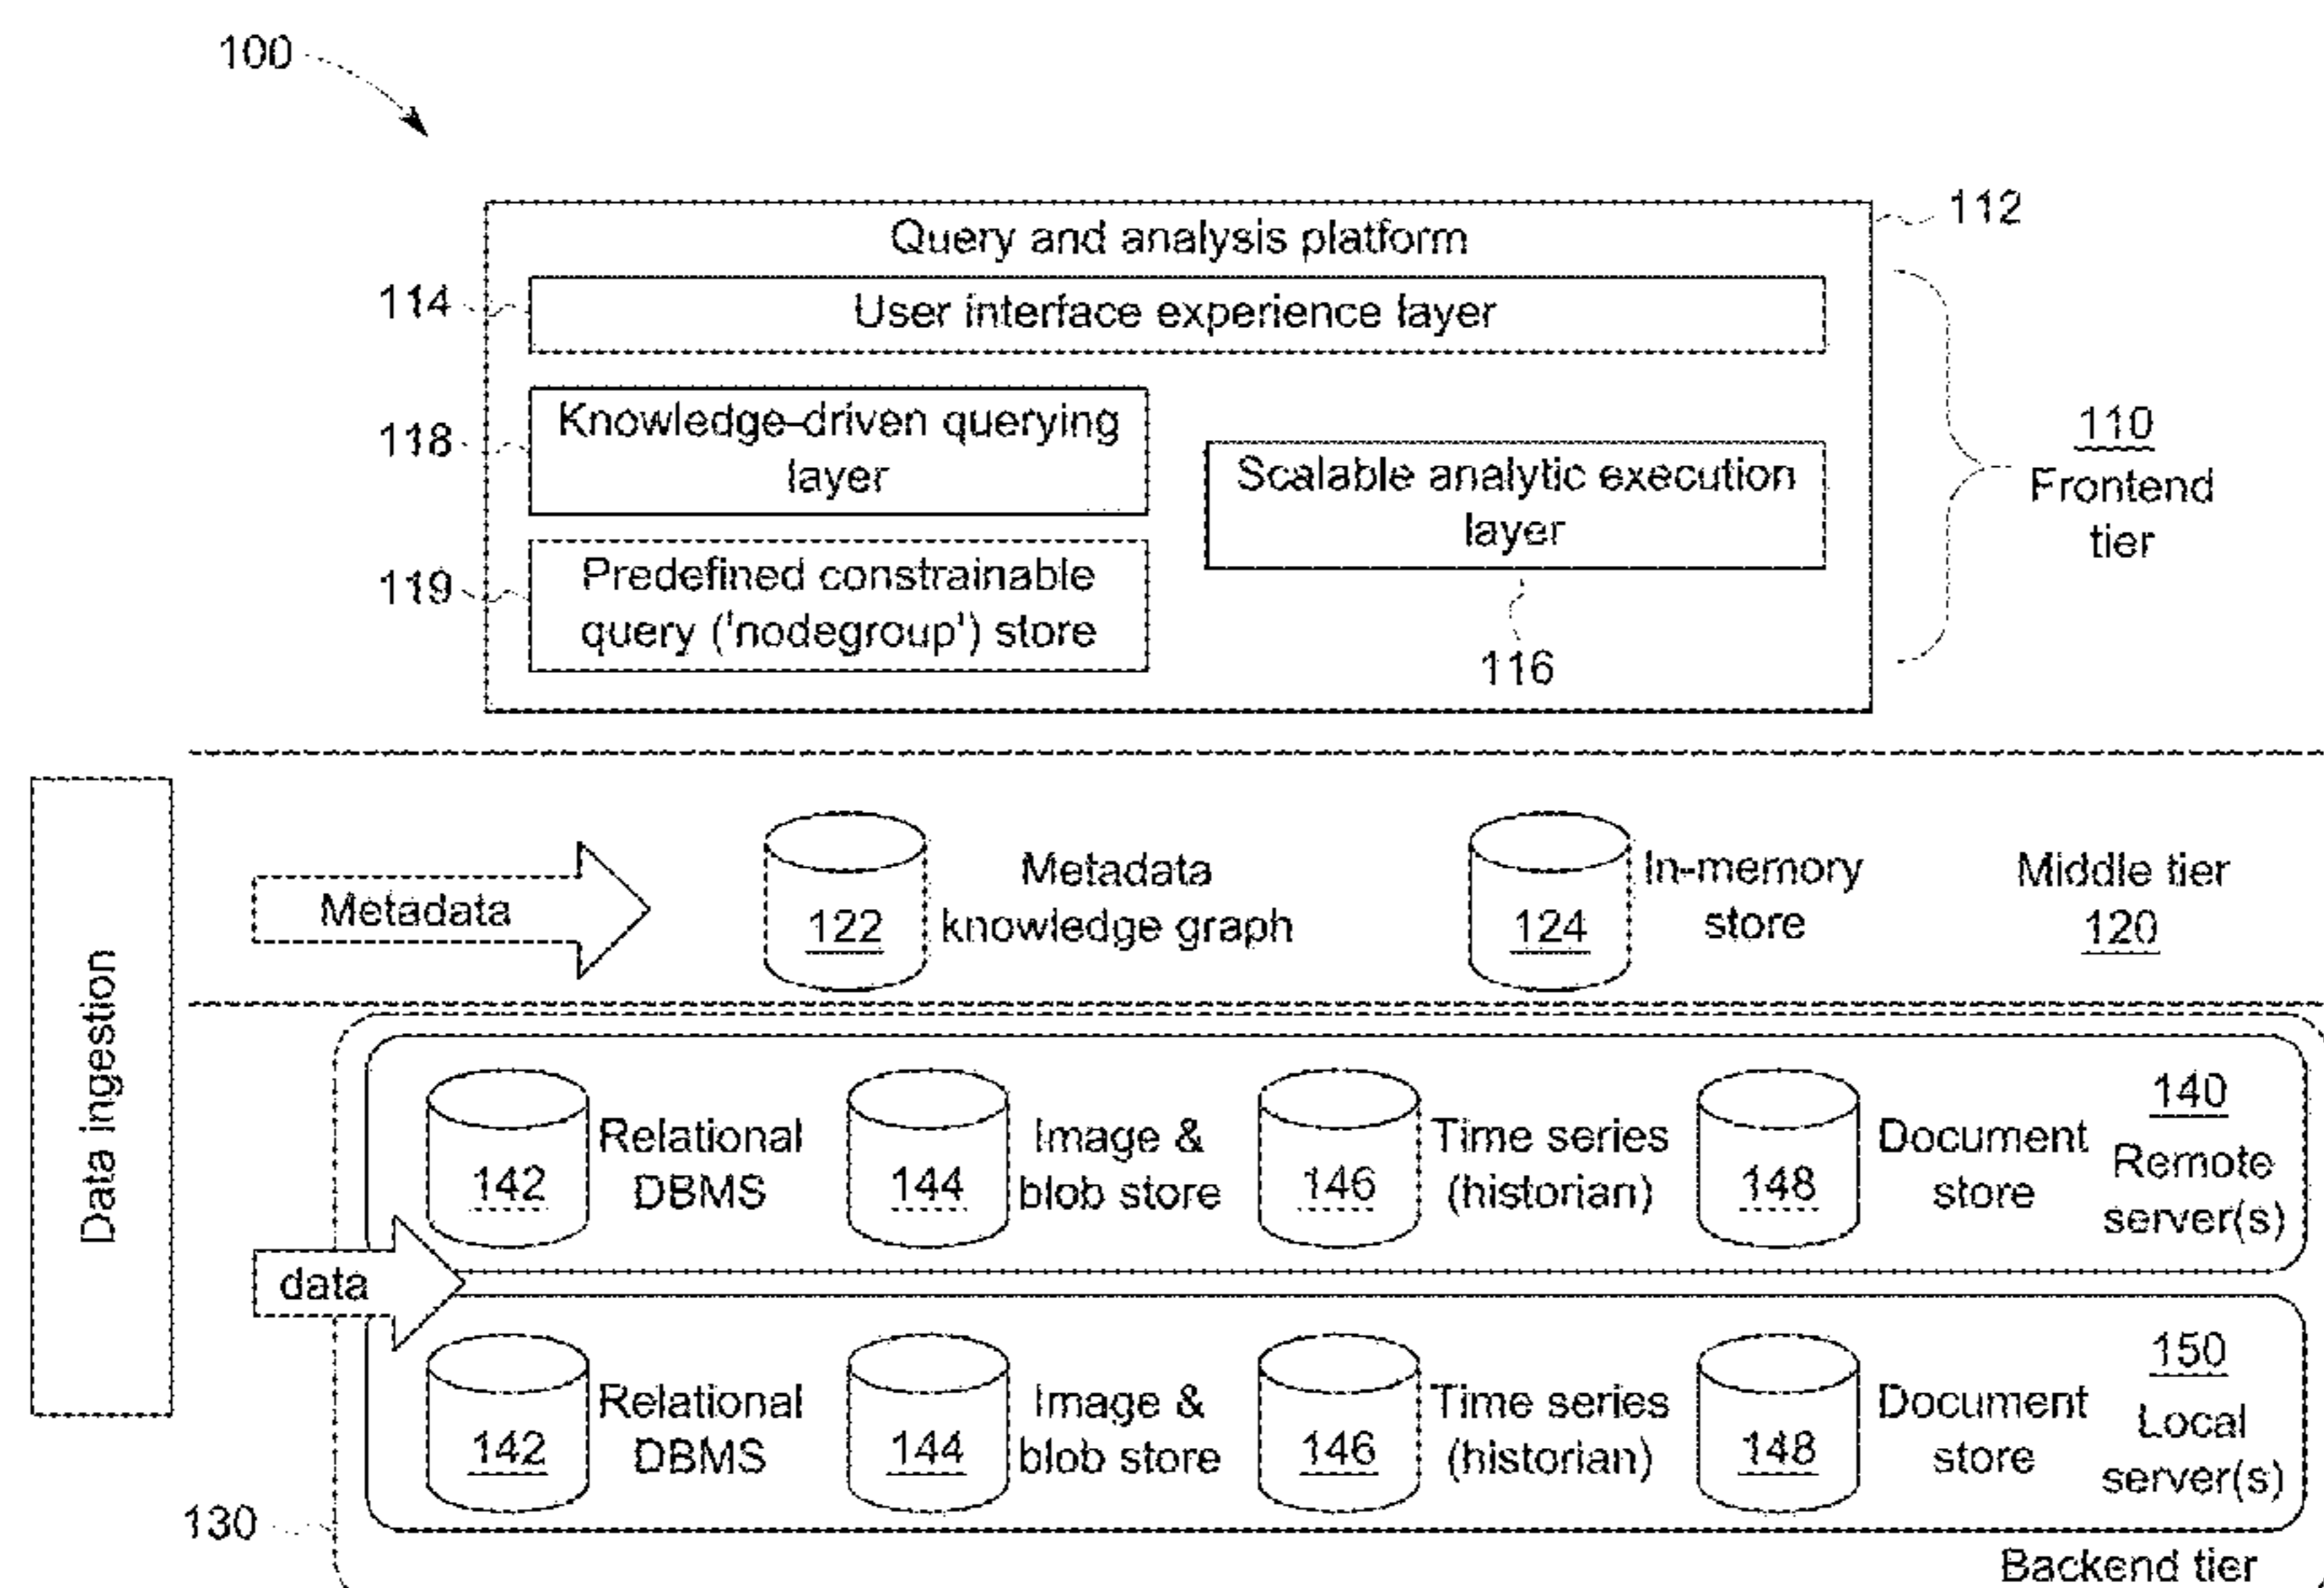 100
112
Query and analysis platform
114
User interface experience layer
118
Knowledge-driven querying
layer
110
Frontend
tier
Scalable analytic execution
layer
119
Predefined constrainable
query ('nodegroup') store
116
Data ingestion
Metadata
122
Metadata
knowledge graph
124
In-memory
store
Middle tier
120
142
Relational
DBMS
144
Image &
blob store
146
Time series
(historian)
148
Document
store
140
Remote
server(s)
data
142
Relational
DBMS
144
Image &
blob store
146
Time series
(historian)
148
Document
store
150
Local
server(s)
130
Backend tier